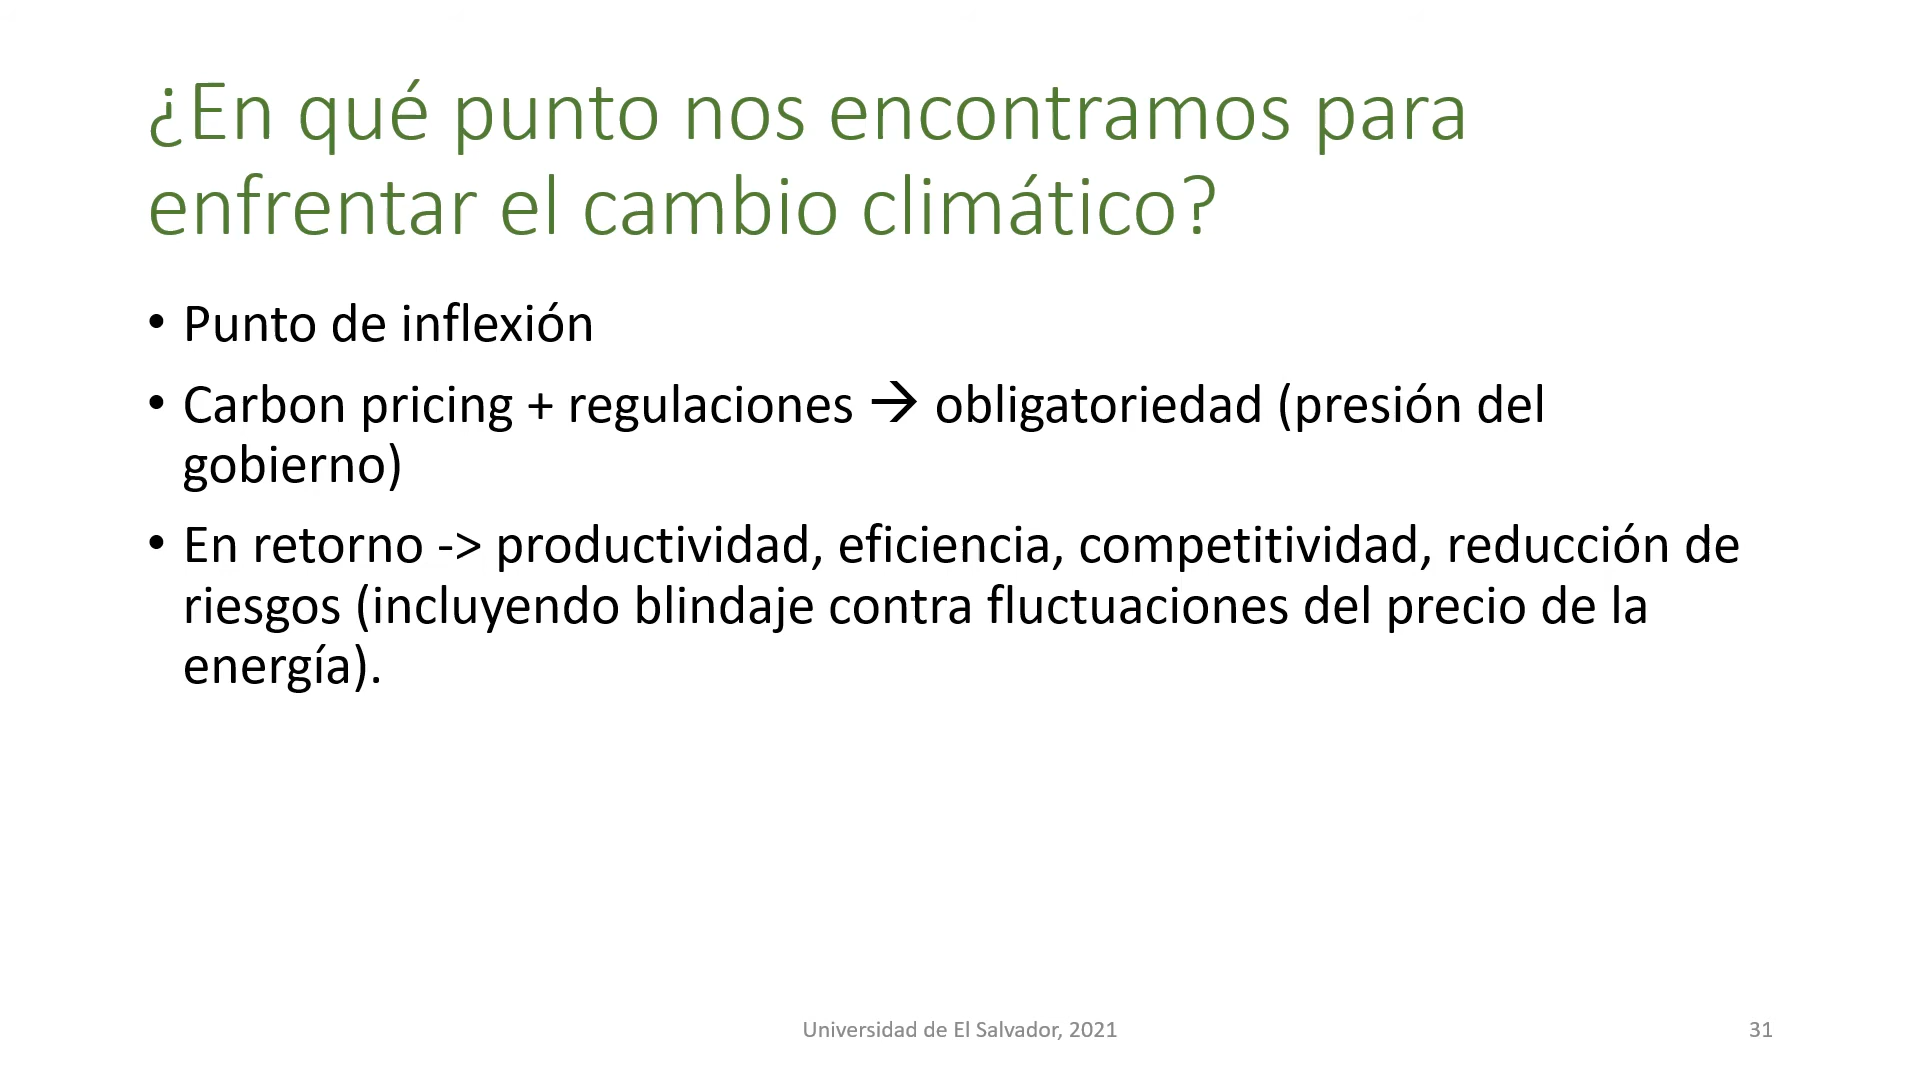 ¿En qué punto nos encontramos para
enfrentar el cambio climático?
• Punto de inflexión
• Carbon pricing + regulaciones → obligatoriedad (presión del
gobierno)
• En retorno -> productividad, eficiencia, competitividad, reducción de
riesgos (incluyendo blindaje contra fluctuaciones del precio de la
energía).
Universidad de El Salvador, 2021
31